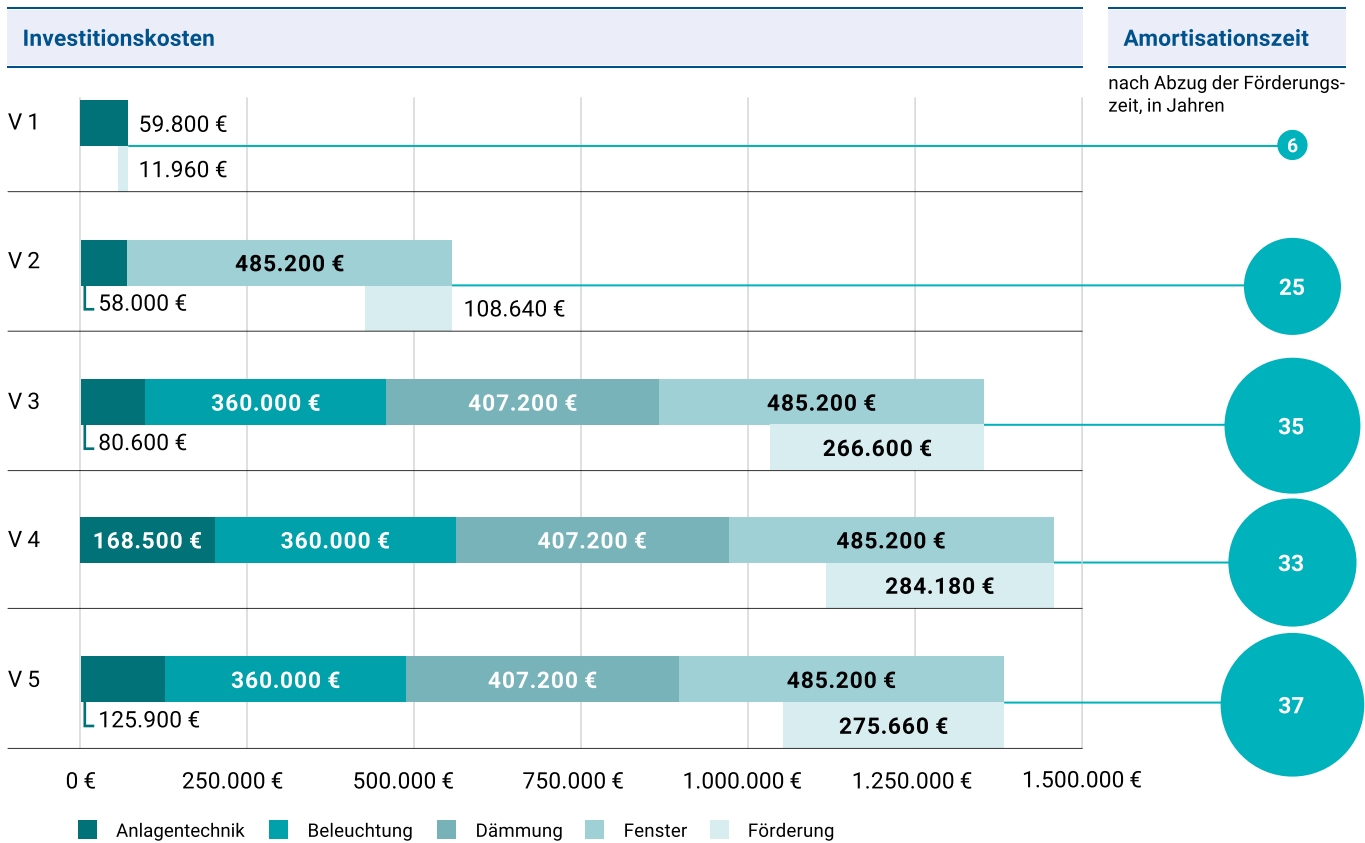 Investitionskosten
Amortisationszeit
nach Abzug der Förderungs-
zeit, in Jahren
V 1
59.800 €
11.960 €
6
V 2
485.200 €
58.000 €
108.640 €
25
V 3
360.000 €
407.200 €
485.200 €
80.600 €
266.600 €
35
V 4
168.500 €
360.000 €
407.200 €
485.200 €
284.180 €
33
V 5
360.000 €
407.200 €
485.200 €
125.900 €
275.660 €
37
0 €
250.000 €
500.000 €
750.000 €
1.000.000 €
1.250.000 €
1.500.000 €
Anlagentechnik
Beleuchtung
Dämmung
Fenster
Förderung